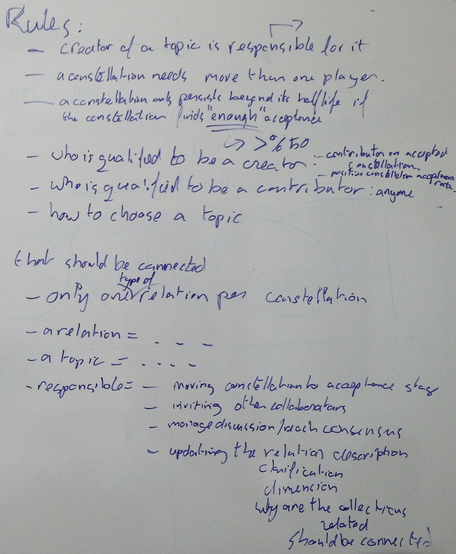 Rules:
- creator of a topic is responsible for it
- a constellation needs more than one player.
- a constellation only persists beyond its half life if
the constellation finds "enough" acceptance
> % 50
- who is qualified to be a creator: - contributor in accepted
constellation
- positive constellation acceptance
- who is qualified to be a contributor: anyone
- how to choose a topic
that should be connected
type of
- only one relation per constellation
- a relation = . . .
- a topic = . . . .
- responsible = - moving constellation to acceptance stage
- inviting other collaborators
- manage discussion/reach consensus
- updating the relation description
clarification
dimension
why are the collections
related
should be connected